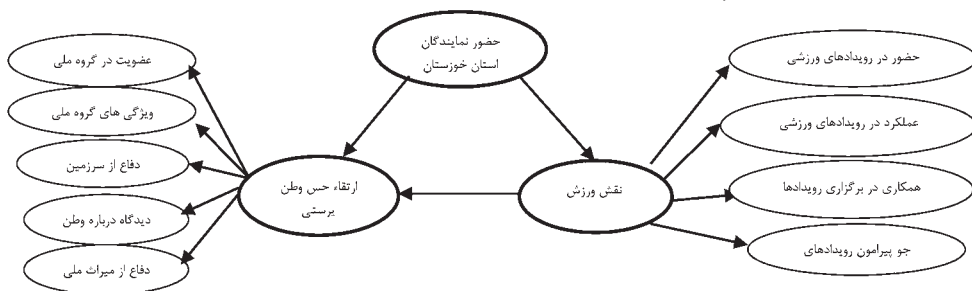 حضور نمایندگان
استان خوزستان
حضور در رویدادهای ورزشی
عملکرد در رویدادهای ورزشی
همکاری در برگزاری رویدادها
جو پیرامون رویدادهای
نقش ورزش
ارتقاء حس وطن
پرستی
عضویت در گروه ملی
ویژگی های گروه ملی
دفاع از سرزمین
دیدگاه درباره وطن
دفاع از میراث ملی